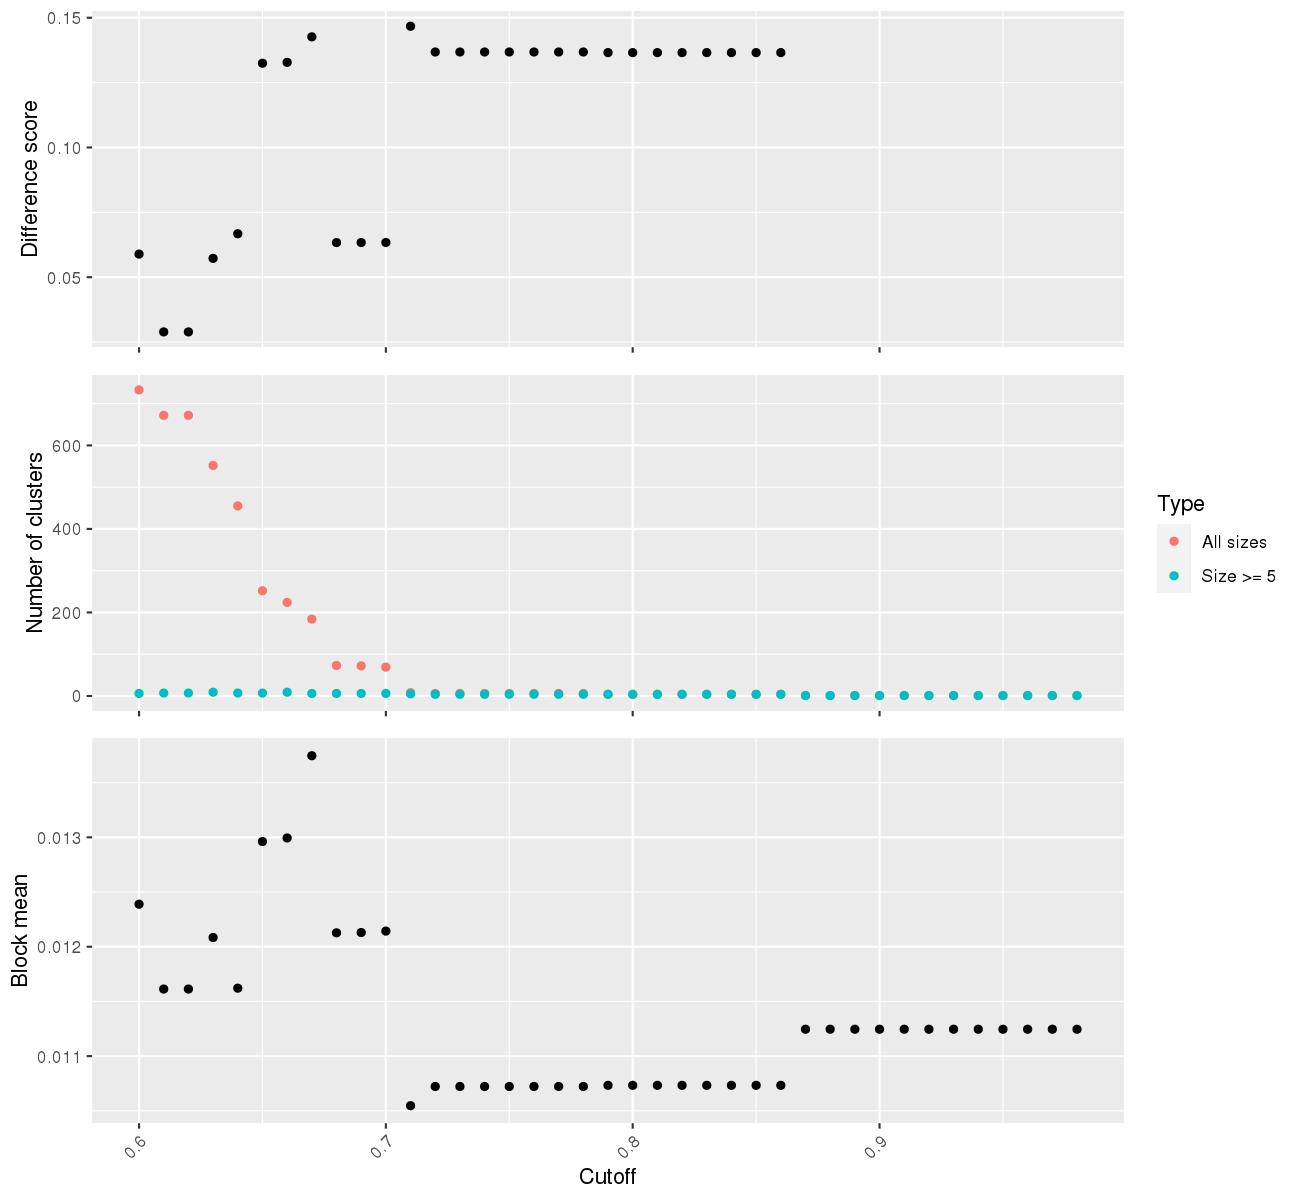 0.15
0.10
0.05
Difference score
600
400
200
0
Number of clusters
Type
All sizes
Size >= 5
0.013
0.012
0.011
Block mean
0.6
0.7
0.8
0.9
Cutoff